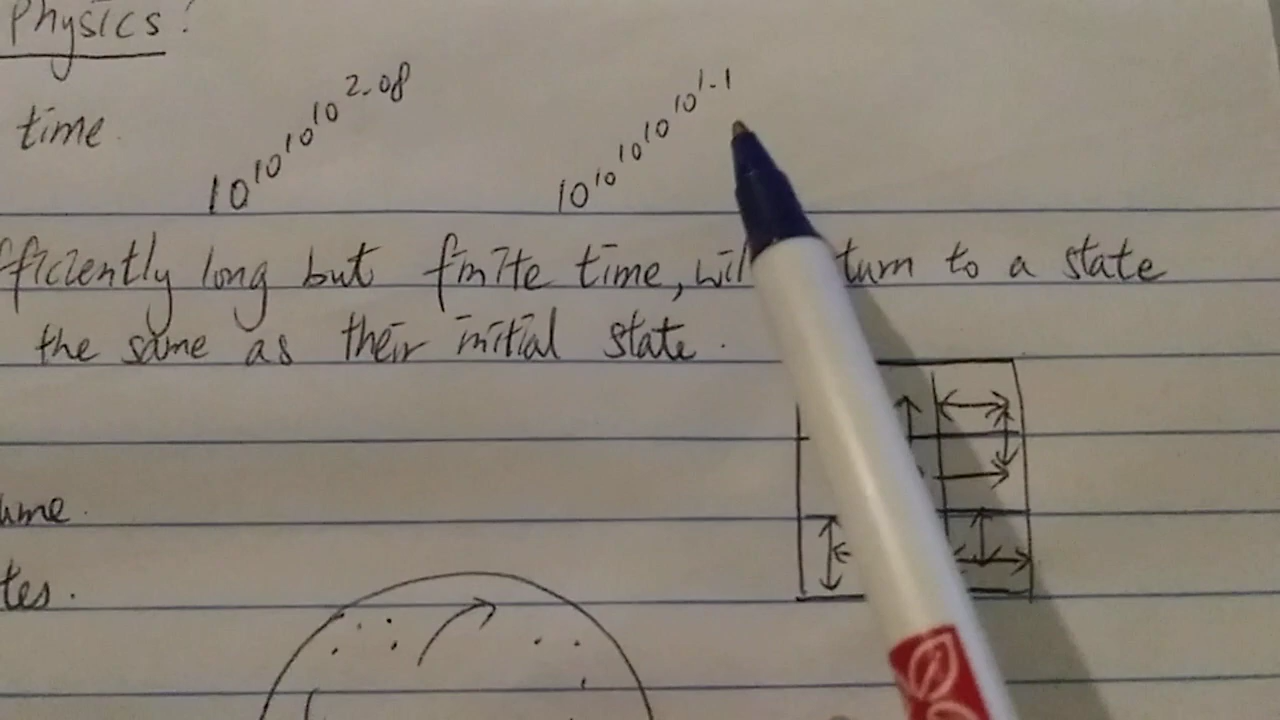 Physics?
time. 10^10^10^10^2.08 10^10^10^10^10^1.1
fficiently long but finite time, wil turn to a state
the same as their initial state.
ume.
tes.